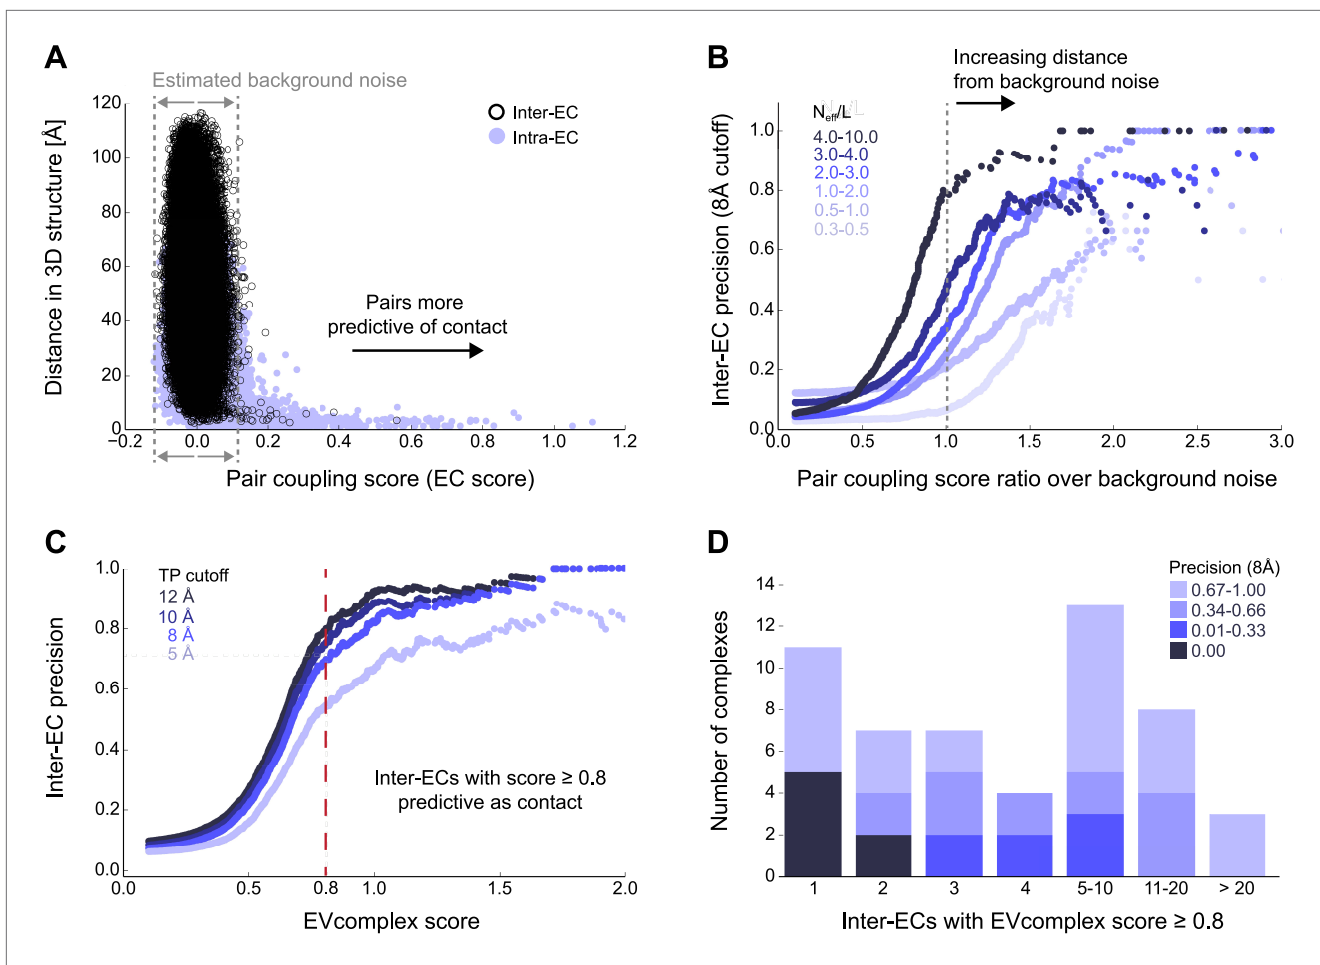 A
Estimated background noise
Inter-EC
Intra-EC
Pairs more
predictive of contact
Distance in 3D structure [Å]
120
100
80
60
40
20
0
−0.2
0.0
0.2
0.4
0.6
0.8
1.0
1.2
Pair coupling score (EC score)
B
Increasing distance
from background noise
Neff/L
4.0-10.0
3.0-4.0
2.0-3.0
1.0-2.0
0.5-1.0
0.3-0.5
Inter-EC precision (8Å cutoff)
1.0
0.8
0.6
0.4
0.2
0.0
0.0
0.5
1.0
1.5
2.0
2.5
3.0
Pair coupling score ratio over background noise
C
TP cutoff
12 Å
10 Å
8 Å
5 Å
Inter-ECs with score ≥ 0.8
predictive as contact
Inter-EC precision
1.0
0.8
0.6
0.4
0.2
0.0
0.0
0.5
0.8
1.0
1.5
2.0
EVcomplex score
D
Precision (8Å)
0.67-1.00
0.34-0.66
0.01-0.33
0.00
Number of complexes
14
12
10
8
6
4
2
0
1
2
3
4
5-10
11-20
> 20
Inter-ECs with EVcomplex score ≥ 0.8